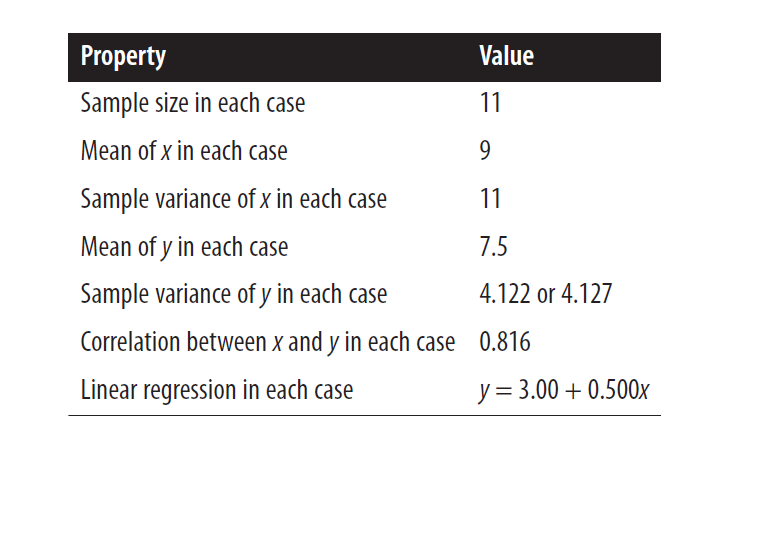 Property Value
Sample size in each case 11
Mean of x in each case 9
Sample variance of x in each case 11
Mean of y in each case 7.5
Sample variance of y in each case 4.122 or 4.127
Correlation between x and y in each case 0.816
Linear regression in each case y = 3.00 + 0.500x